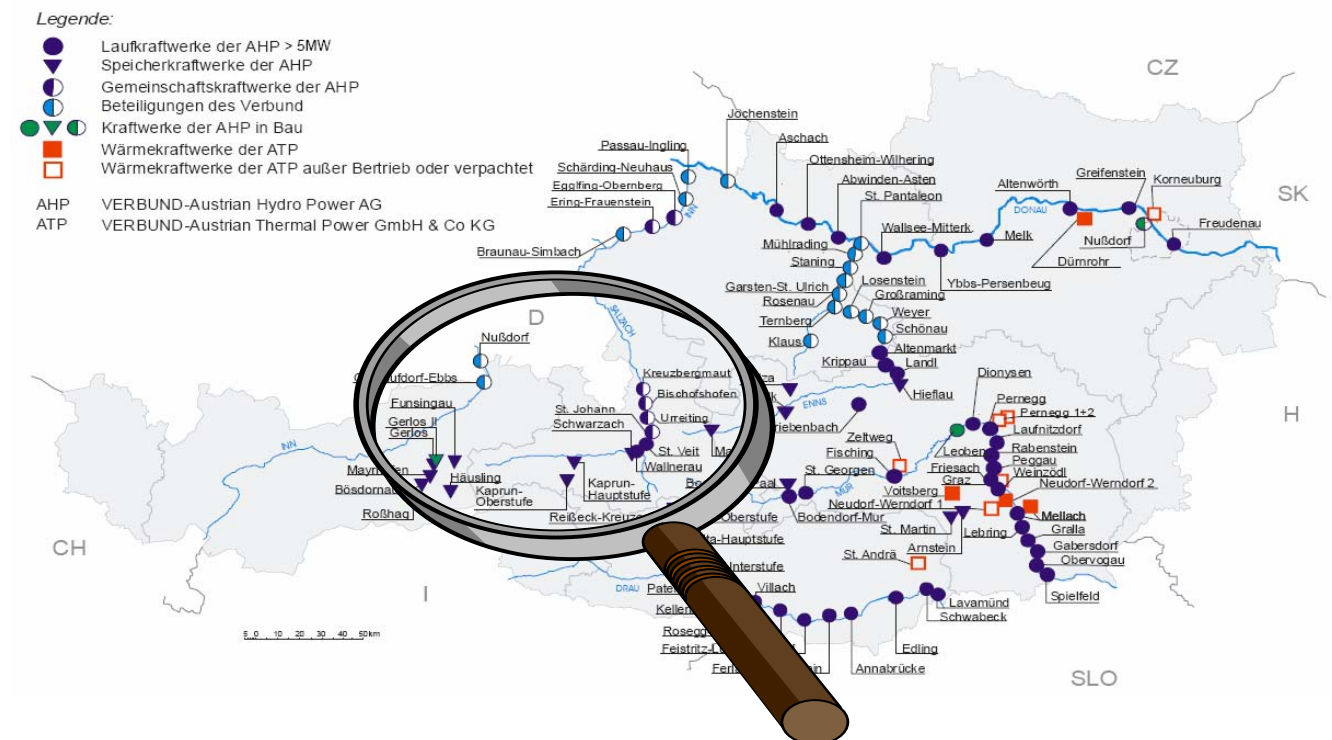 Legende:
Laufkraftwerke der AHP > 5MW
Speicherkraftwerke der AHP
Gemeinschaftskraftwerke der AHP
Beteiligungen des Verbund
Kraftwerke der AHP in Bau
Wärmekraftwerke der ATP
Wärmekraftwerke der ATP außer Bertrieb oder verpachtet
AHP VERBUND-Austrian Hydro Power AG
ATP VERBUND-Austrian Thermal Power GmbH & Co KG
CZ
SK
H
SLO
I
CH
D
Jochenstein
Aschach
Passau-Ingling
Ottensheim-Wilhering
Schärding-Neuhaus
Abwinden-Asten
Egglfing-Obernberg
St. Pantaleon
Ering-Frauenstein
INN
Braunau-Simbach
Wallsee-Mitterk
Melk
Altenwörth
Greifenstein
Korneuburg
DONAU
Nußdorf
Freudenau
Dürnrohr
Ybbs-Persenbeug
Mühlrading
Staning
Losenstein
Garsten-St. Ulrich
Großraming
Rosenau
Weyer
Ternberg
Schönau
Klaus
Altenmarkt
Krippau
Landl
Hieflau
ENNS
SALZACH
Nußdorf
Kreuzbergmaut
Bischofshofen
St. Johann
Urreiting
Schwarzach
St. Veit
Wallnerau
Funsingau
Gerlos II
Gerlos
INN
Häusling
Roßhag
Kaprun-
Oberstufe
Kaprun-
Hauptstufe
Dionysen
Pernegg
Pernegg 1+2
Laufnitzdorf
Leoben
Rabenstein
Zeltweg
Fisching
Friesach
Peggau
St. Georgen
Graz
Weinzödl
MUR
Voitsberg
Neudorf-Werndorf 2
Neudorf-Werndorf 1
Bodendorf-Mur
Mellach
St. Martin
Lebring
Gralla
Arnstein
Gabersdorf
St. Andrä
Obervogau
Spielfeld
DRAU
Villach
Lavamünd
Schwabeck
Edling
Annabrücke
5 0 10 20 30 40 50km